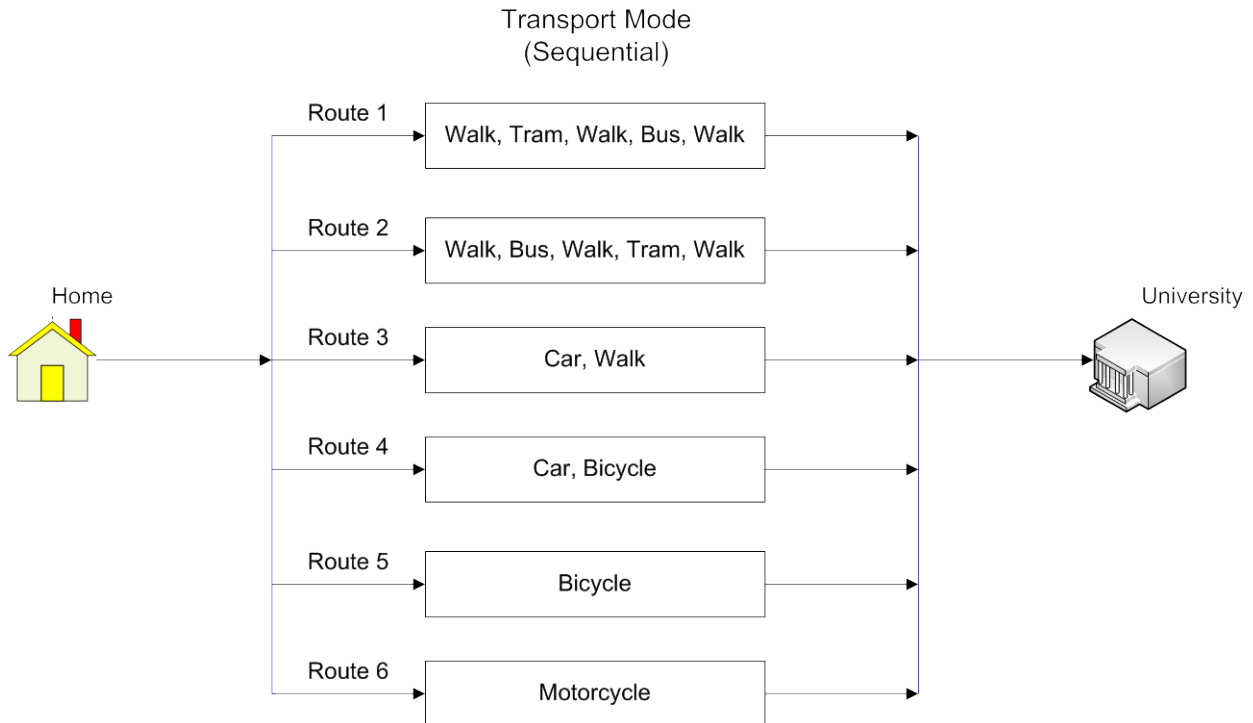 Transport Mode
(Sequential)
Route 1
Walk, Tram, Walk, Bus, Walk
Route 2
Walk, Bus, Walk, Tram, Walk
Home
University
Route 3
Car, Walk
Route 4
Car, Bicycle
Route 5
Bicycle
Route 6
Motorcycle